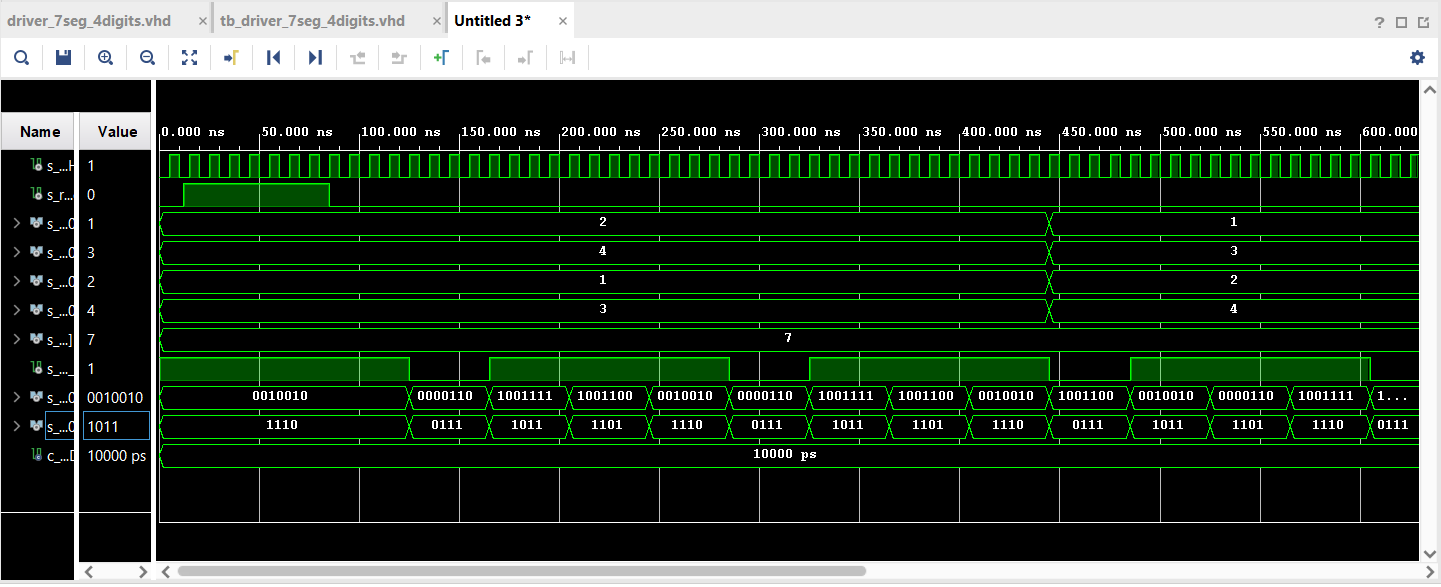 driver_7seg_4digits.vhd × tb_driver_7seg_4digits.vhd × Untitled 3* ×
?
Name Value
0.000 ns 50.000 ns 100.000 ns 150.000 ns 200.000 ns 250.000 ns 300.000 ns 350.000 ns 400.000 ns 450.000 ns 500.000 ns 550.000 ns 600.000
s_...H 1
s_r... 0
s_...0 1 2 1
s_...0 3 4 3
s_...0 2 1 2
s_...0 4 3 4
s_...] 7 7
s_..._ 1
s_...0 0010010 0010010 0000110 1001111 1001100 0010010 0000110 1001111 1001100 0010010 1001100 0010010 0000110 1001111 1...
s_...0 1011 1110 0111 1011 1101 1110 0111 1011 1101 1110 0111 1011 1101 1110 0111
c_...D 10000 ps 10000 ps